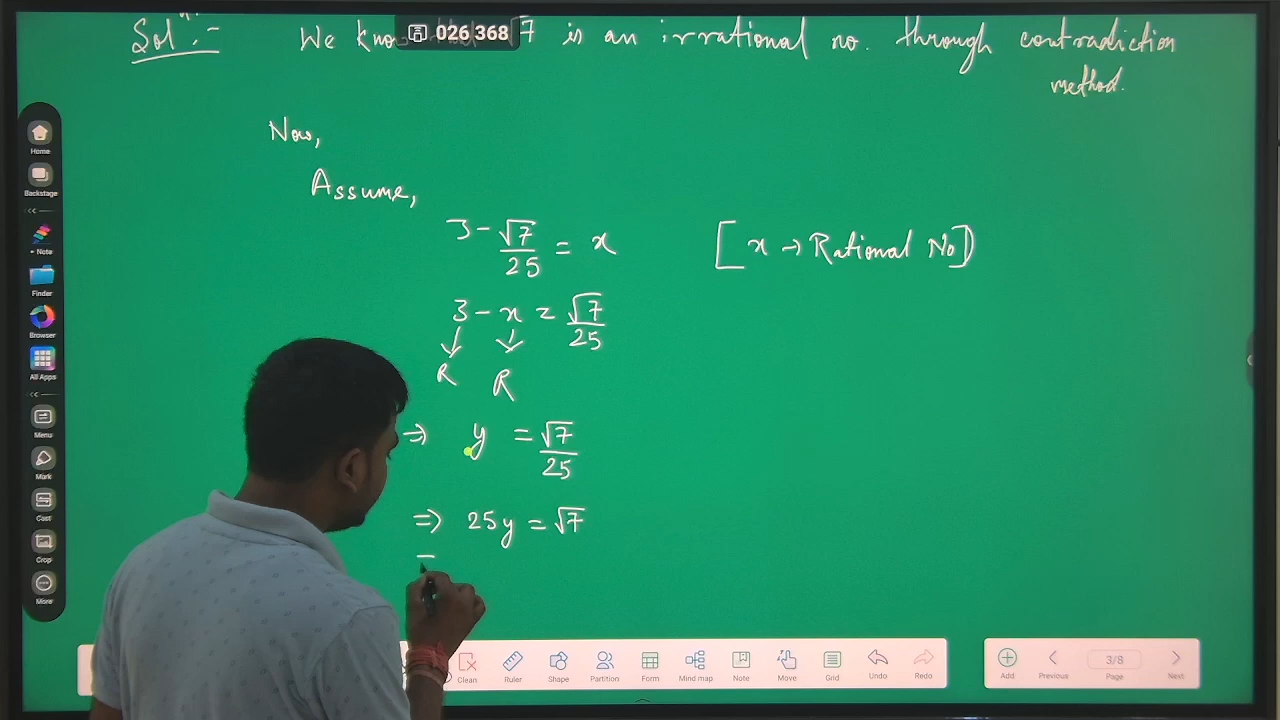 Solⁿ:- We kno 026 368 √7 is an irrational no. through contradiction
method.
Now,
Assume,
3 - √7/25 = x [x → Rational No]
3 - x = √7/25
R R
⇒ y = √7/25
⇒ 25y = √7
Home
Backstage
Note
Finder
Browser
All Apps
Menu
Mark
Cast
Crop
More
Clean Ruler Shape Partition Form Mind map Note Move Grid Undo Redo
Add Previous 3/8 Page Next